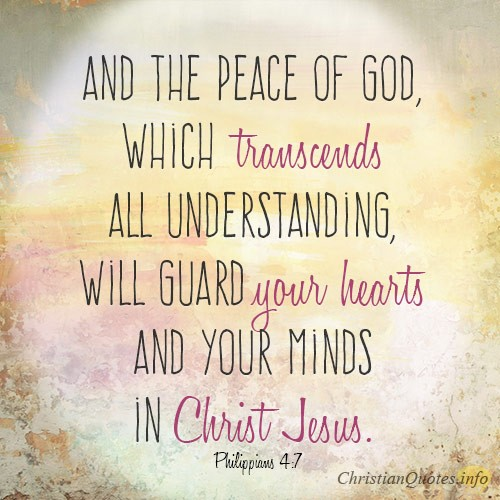 AND THE PEACE OF GOD,
WHICH transcends
ALL UNDERSTANDING,
WiLL GUARD your hearts
AND YOUR MiNDS
iN Christ Jesus.
Philippians 4:7
ChristianQuotes.info